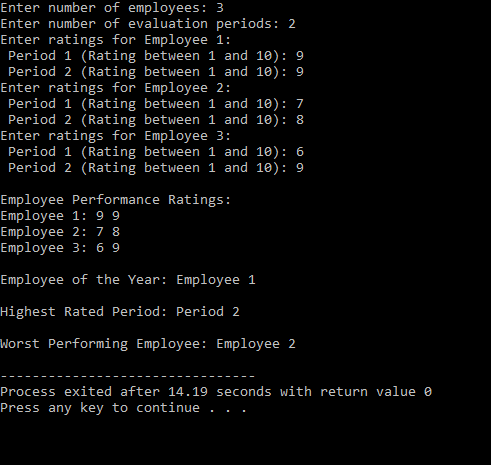 Enter number of employees: 3
Enter number of evaluation periods: 2
Enter ratings for Employee 1:
 Period 1 (Rating between 1 and 10): 9
 Period 2 (Rating between 1 and 10): 9
Enter ratings for Employee 2:
 Period 1 (Rating between 1 and 10): 7
 Period 2 (Rating between 1 and 10): 8
Enter ratings for Employee 3:
 Period 1 (Rating between 1 and 10): 6
 Period 2 (Rating between 1 and 10): 9

Employee Performance Ratings:
Employee 1: 9 9
Employee 2: 7 8
Employee 3: 6 9

Employee of the Year: Employee 1

Highest Rated Period: Period 2

Worst Performing Employee: Employee 2

--------------------------------
Process exited after 14.19 seconds with return value 0
Press any key to continue . . .